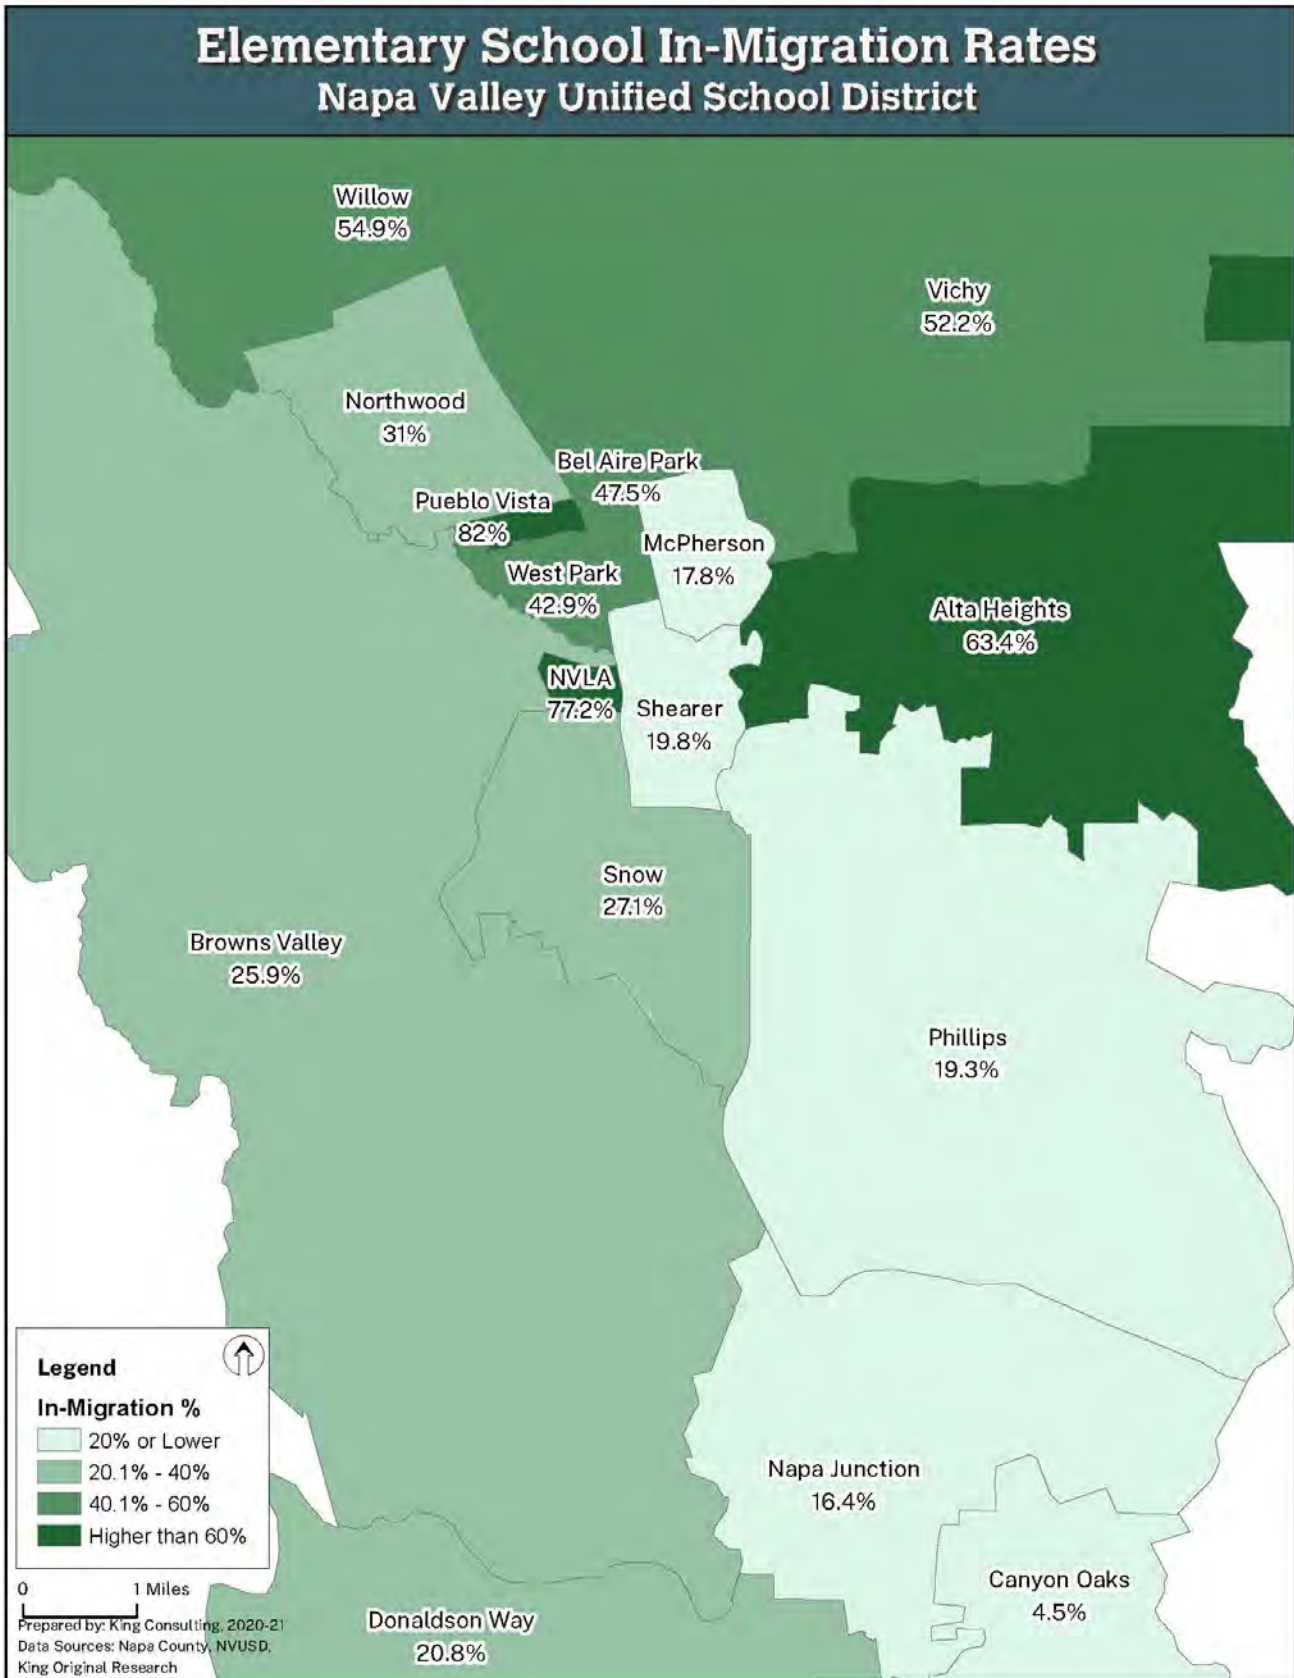 Elementary School In-Migration Rates
Napa Valley Unified School District
Willow
54.9%
Vichy
52.2%
Northwood
31%
Bel Aire Park
47.5%
Pueblo Vista
82%
McPherson
17.8%
West Park
42.9%
Alta Heights
63.4%
NVLA
77.2%
Shearer
19.8%
Snow
27.1%
Browns Valley
25.9%
Phillips
19.3%
Legend
In-Migration %
20% or Lower
20.1% - 40%
40.1% - 60%
Higher than 60%
Napa Junction
16.4%
Canyon Oaks
4.5%
Donaldson Way
20.8%
0 1 Miles
Prepared by: King Consulting, 2020-21
Data Sources: Napa County, NVUSD,
King Original Research